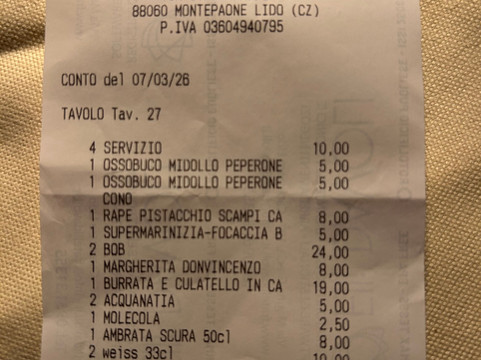 88060 MONTEPAONE LIDO (CZ)
P.IVA 03604940795
CONTO del 07/03/26
TAVOLO Tav. 27
4 SERVIZIO 10,00
1 OSSOBUCO MIDOLLO PEPERONE 5,00
1 OSSOBUCO MIDOLLO PEPERONE 5,00
CONO
1 RAPE PISTACCHIO SCAMPI CA 8,00
1 SUPERMARINIZIA-FOCACCIA B 5,00
2 BOB 24,00
1 MARGHERITA DONVINCENZO 8,00
1 BURRATA E CULATELLO IN CA 19,00
2 ACQUANATIA 5,00
1 MOLECOLA 2,50
1 AMBRATA SCURA 50cl 8,00
2 weiss 33cl 10,00